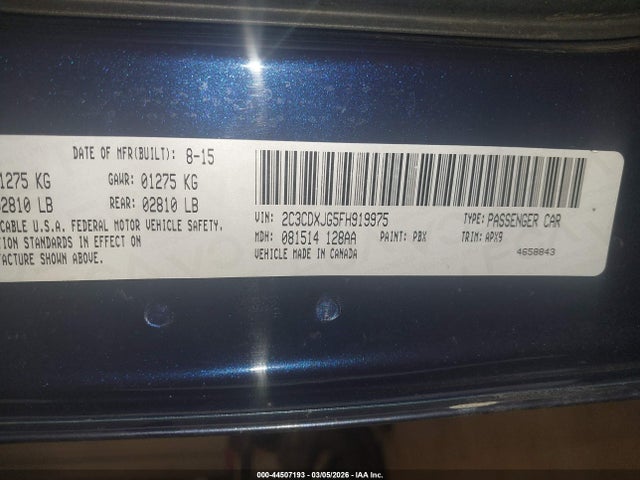 DATE OF MFR(BUILT): 8-15
1275 KG GAWR: 01275 KG
2810 LB REAR: 02810 LB
CABLE U.S.A. FEDERAL MOTOR VEHICLE SAFETY.
TION STANDARDS IN EFFECT ON
FACTURE SHOWN ABOVE.
VIN: 2C3CDXJG5FH919975 TYPE: PASSENGER CAR
MDH: 081514 128AA PAINT: PBX TRIM: APX9
VEHICLE MADE IN CANADA 4658843
000-44507193 — 03/05/2026 — IAA Inc.